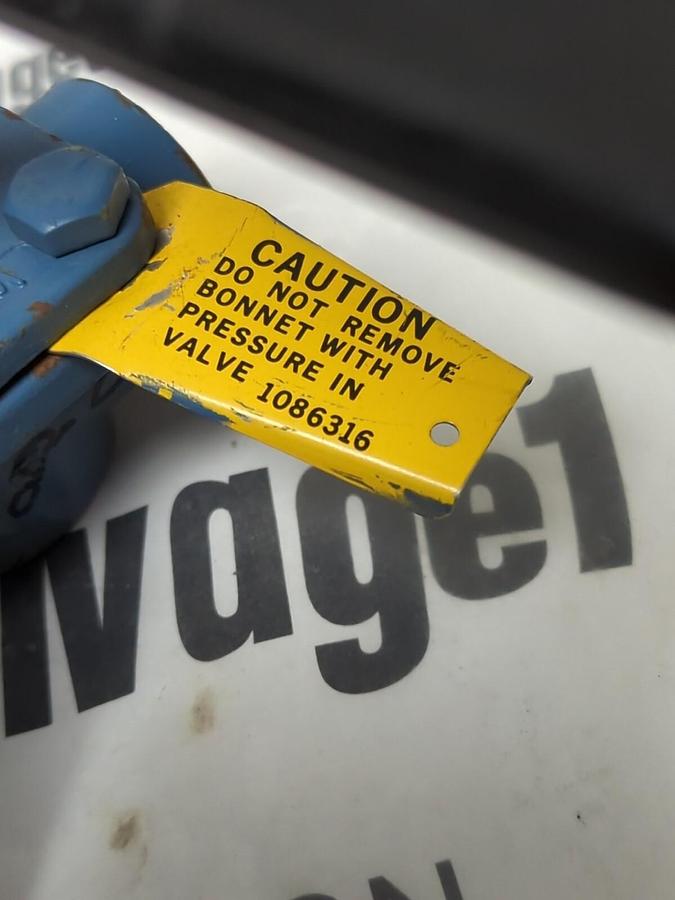 CAUTION
DO NOT REMOVE
BONNET WITH
PRESSURE IN
VALVE 1086316
lvage1